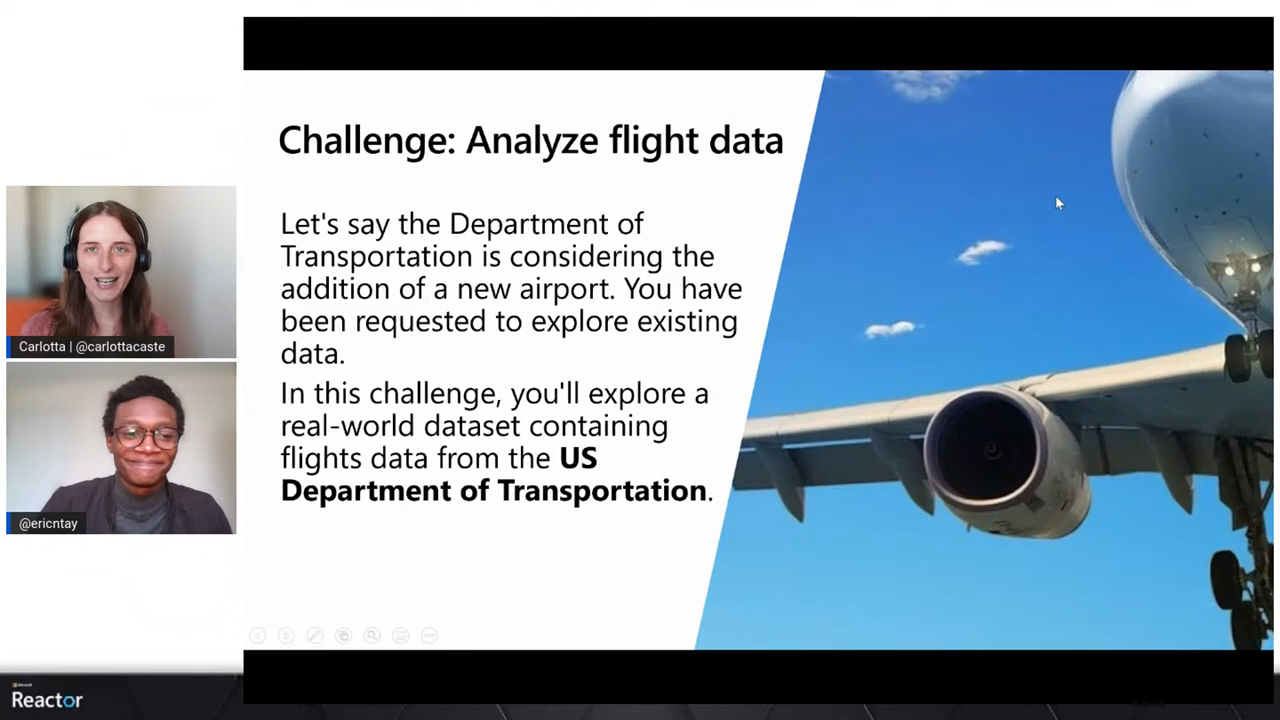 Challenge: Analyze flight data
Let's say the Department of
Transportation is considering the
addition of a new airport. You have
been requested to explore existing
data.
In this challenge, you'll explore a
real-world dataset containing
flights data from the US
Department of Transportation.
Carlotta | @carlottacaste
@ericntay
Microsoft
Reactor